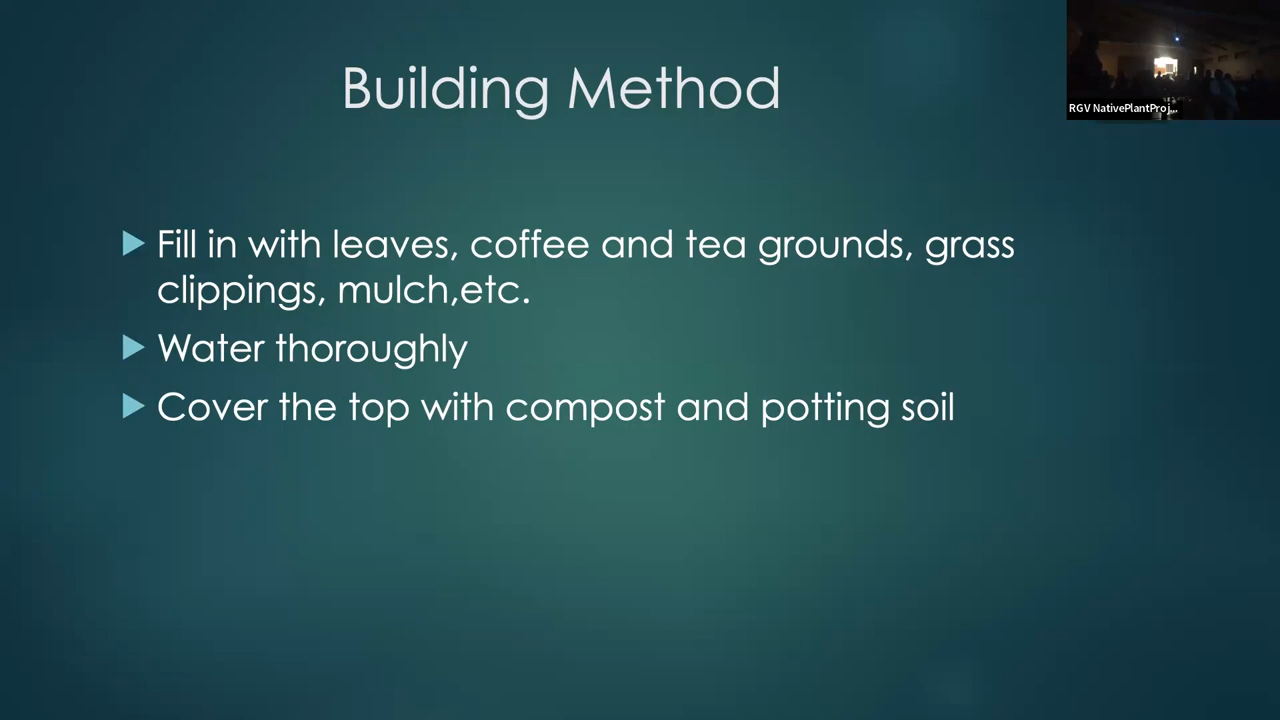 Building Method
Fill in with leaves, coffee and tea grounds, grass
clippings, mulch,etc.
Water thoroughly
Cover the top with compost and potting soil
RGV NativePlantProj...